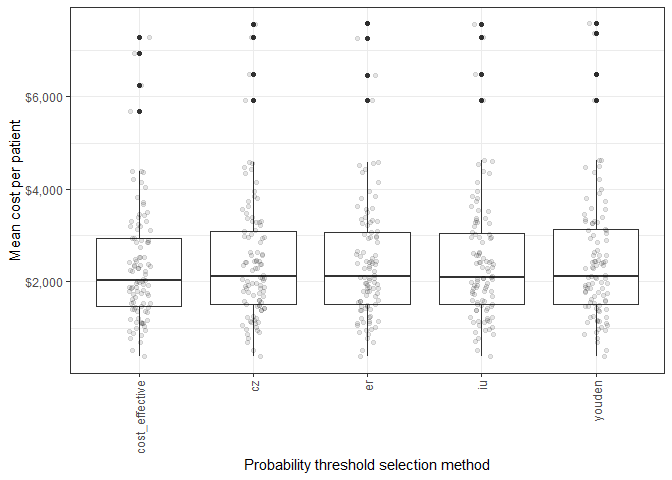 Mean cost per patient
$6,000
$4,000
$2,000
cost_effective
cz
er
iu
youden
Probability threshold selection method